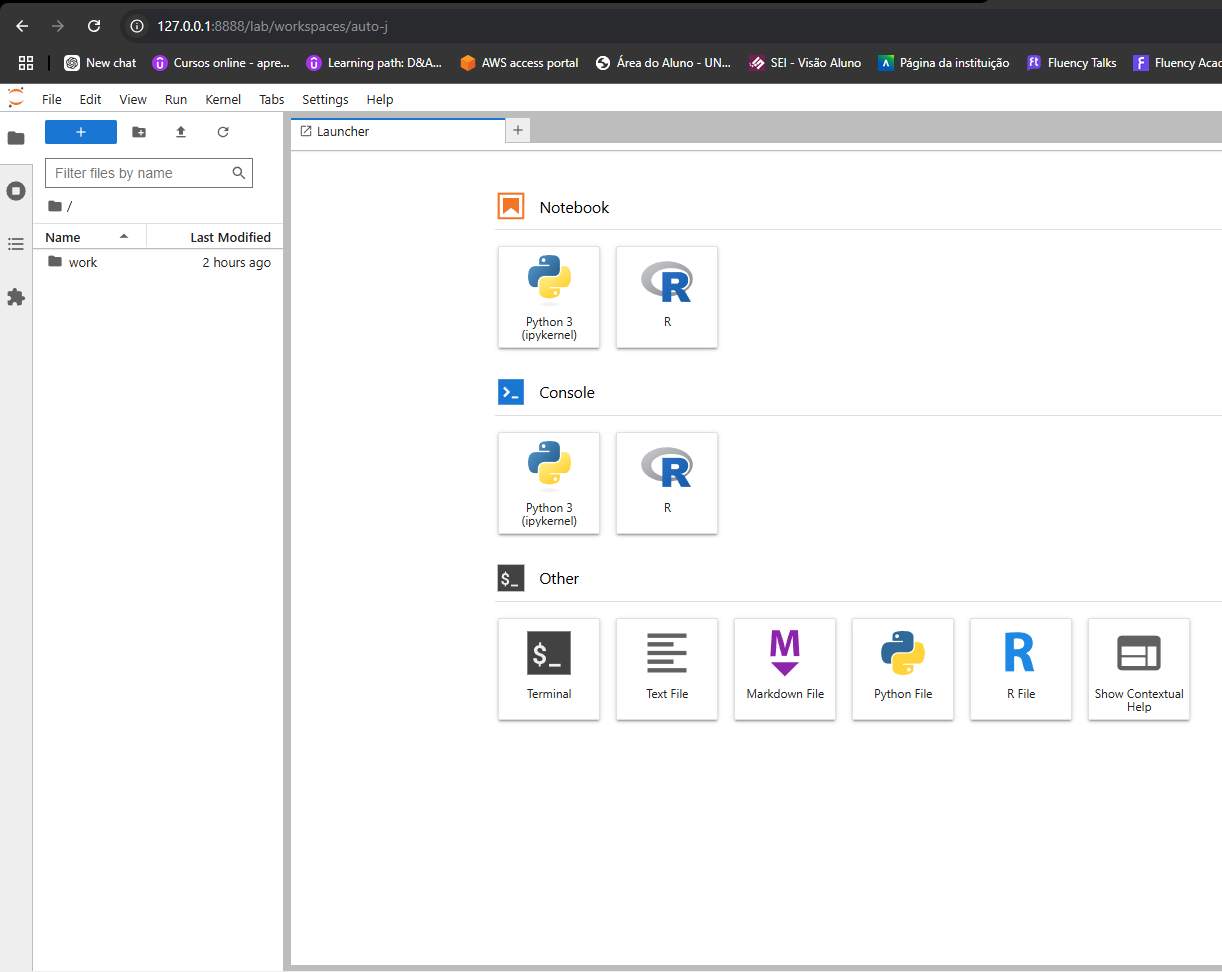 127.0.0.1:8888/lab/workspaces/auto-j
New chat Cursos online - apre... Learning path: D&A... AWS access portal Área do Aluno - UN... SEI - Visão Aluno Página da instituição Fluency Talks Fluency Acad
File Edit View Run Kernel Tabs Settings Help
Launcher
Filter files by name
/
Name Last Modified
work 2 hours ago
Notebook
Python 3
(ipykernel)
R
Console
Python 3
(ipykernel)
R
$_ Other
Terminal
Text File
Markdown File
Python File
R File
Show Contextual
Help